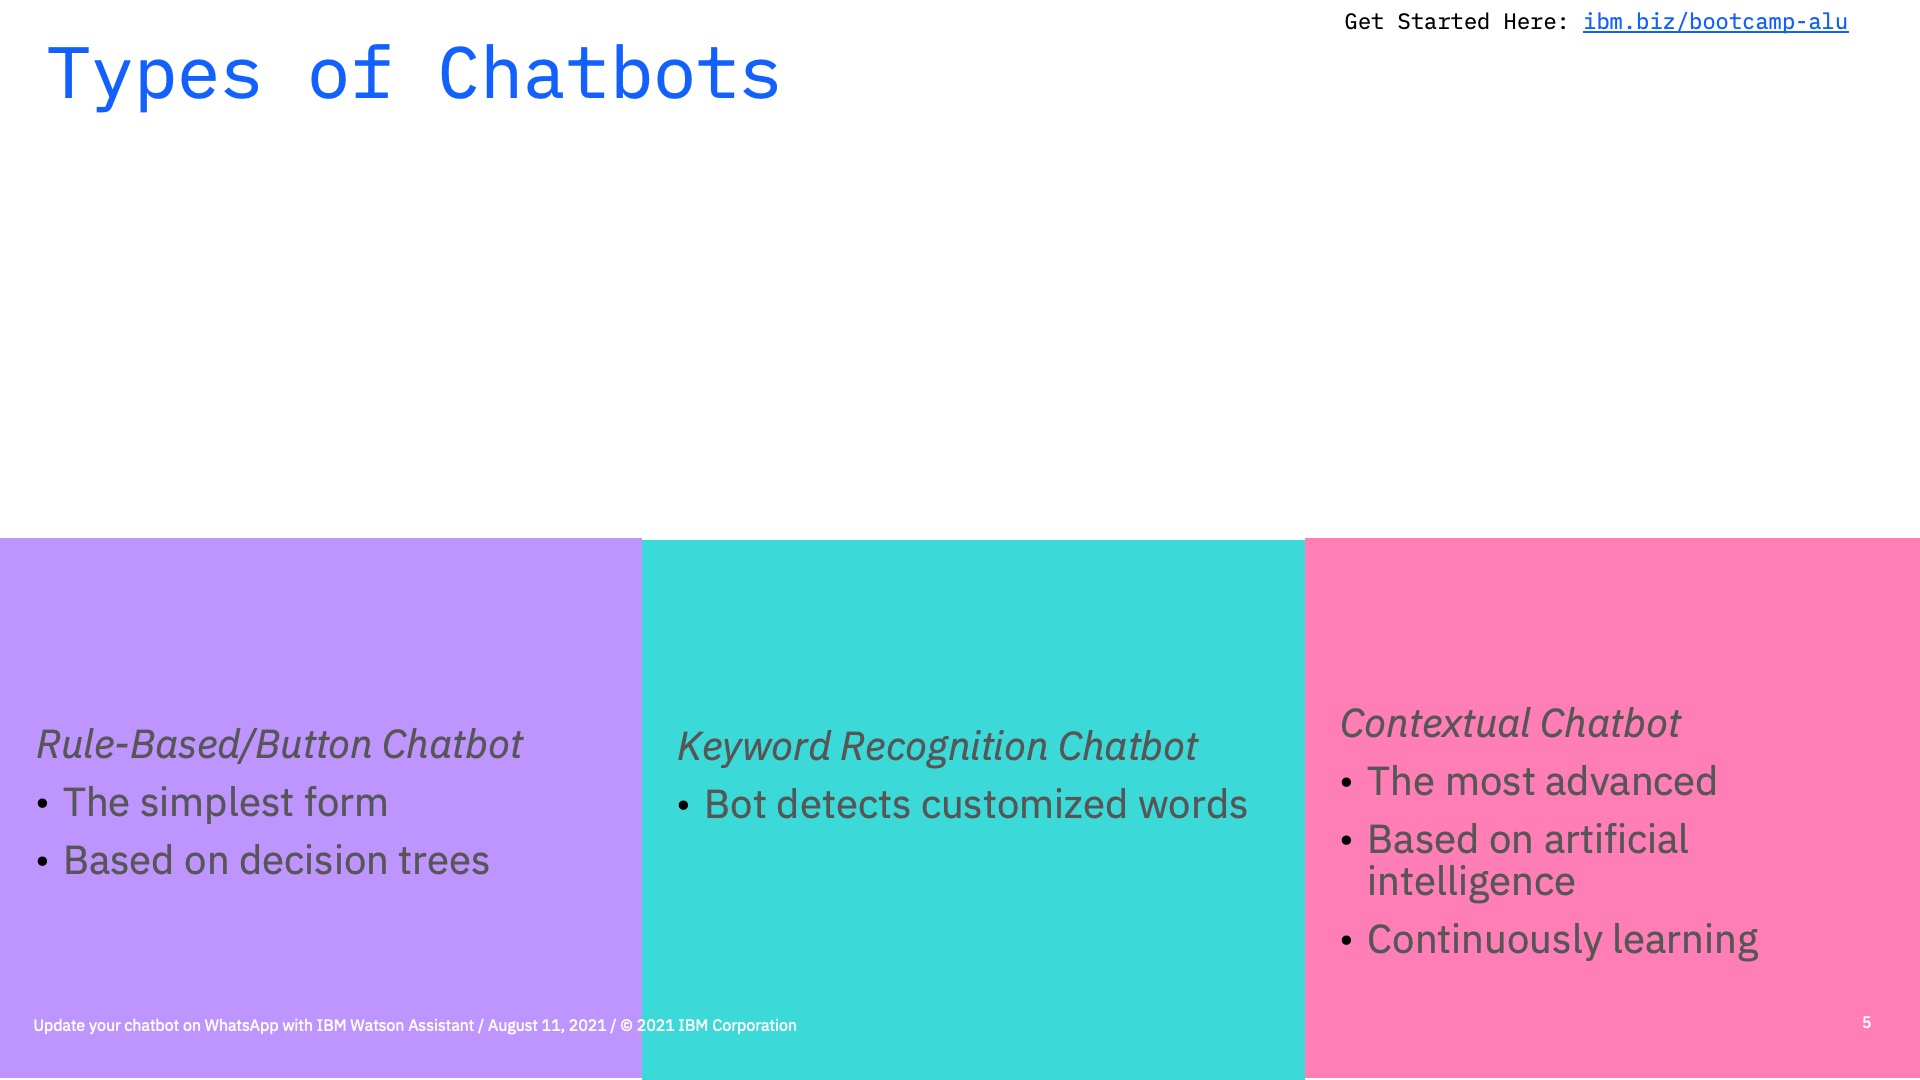 Get Started Here: ibm.biz/bootcamp-alu
Types of Chatbots
Rule-Based/Button Chatbot
• The simplest form
• Based on decision trees
Keyword Recognition Chatbot
• Bot detects customized words
Contextual Chatbot
• The most advanced
• Based on artificial
intelligence
• Continuously learning
Update your chatbot on WhatsApp with IBM Watson Assistant / August 11, 2021 / © 2021 IBM Corporation
5